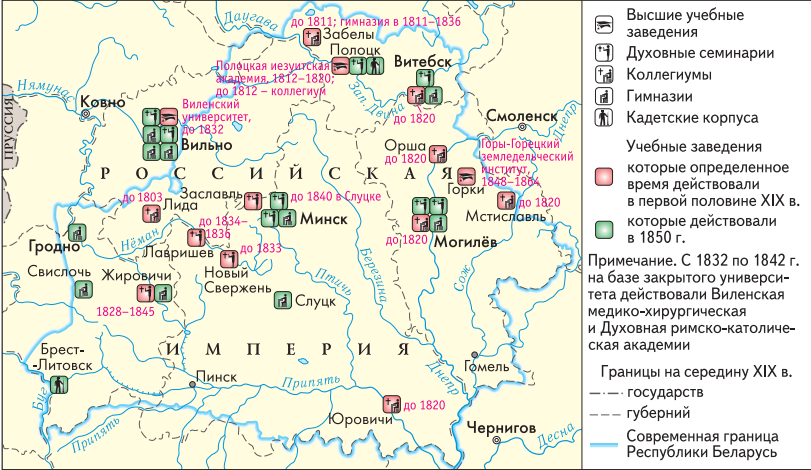 Даугава
до 1811; гимназия в 1811–1836
Забелы
Полоцк
Полоцкая иезуитская
академия, 1812–1820;
до 1812 – коллегиум
Витебск
Зап. Двина
до 1820
Нямунас
Ковно
ПРУССИЯ
Виленский
университет,
до 1832
Вильно
Смоленск
Днепр
Орша
до 1820
Горы-Горецкий
земледельческий
институт,
1848–1864
РОССИЙСКАЯ
Горки
до 1820
Мстиславль
до 1803
Лида
Заславль
до 1840 в Слуцке
Минск
до 1834–
1836
до 1820
Могилёв
Гродно
Нёман
Лавришев
до 1833
Новый
Свержень
Птичь
Березина
Сож
Свислочь
Жировичи
1828–1845
Слуцк
ИМПЕРИЯ
Брест-
-Литовск
Буг
Пинск
Припять
Припять
Днепр
Гомель
Юровичи
до 1820
Чернигов
Десна
Высшие учебные
заведения
Духовные семинарии
Коллегиумы
Гимназии
Кадетские корпуса
Учебные заведения
которые определенное
время действовали
в первой половине XIX в.
которые действовали
в 1850 г.
Примечание. С 1832 по 1842 г.
на базе закрытого универси-
тета действовали Виленская
медико-хирургическая
и Духовная римско-католиче-
ская академии
Границы на середину XIX в.
государств
губерний
Современная граница
Республики Беларусь